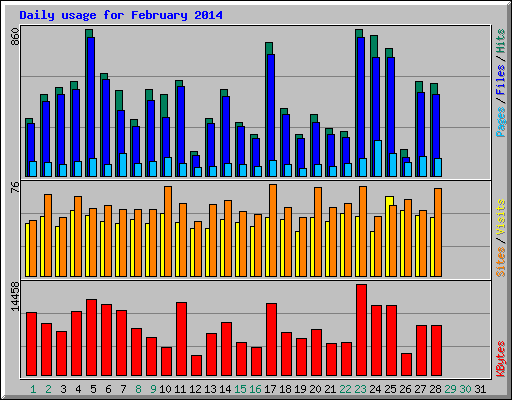 Daily usage for February 2014
860
Pages / Files / Hits
76
Sites / Visits
14458
KBytes
1 2 3 4 5 6 7 8 9 10 11 12 13 14 15 16 17 18 19 20 21 22 23 24 25 26 27 28 29 30 31